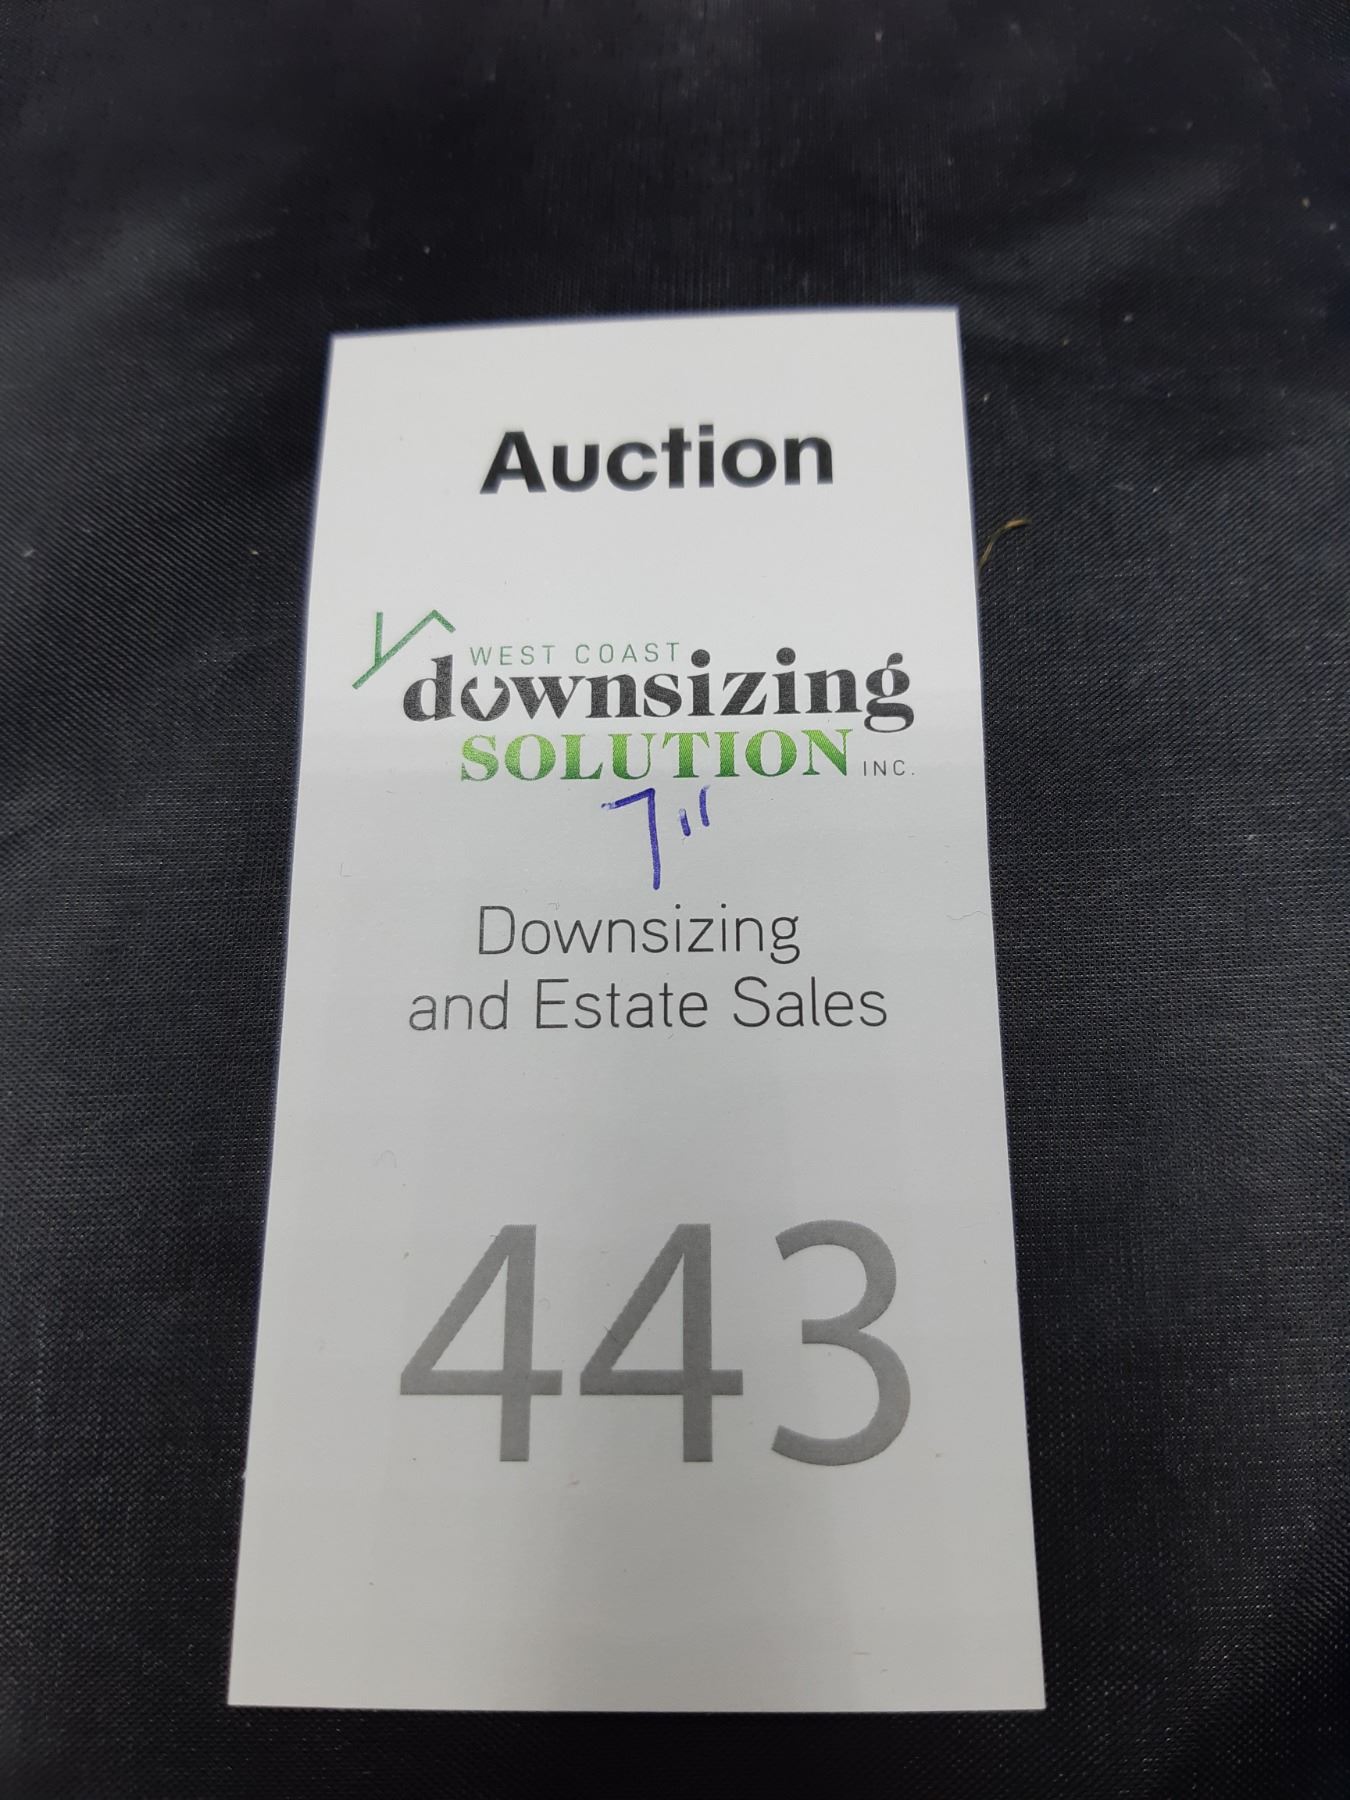 Auction
WEST COAST
downsizing
SOLUTION INC.
7"
Downsizing
and Estate Sales
443